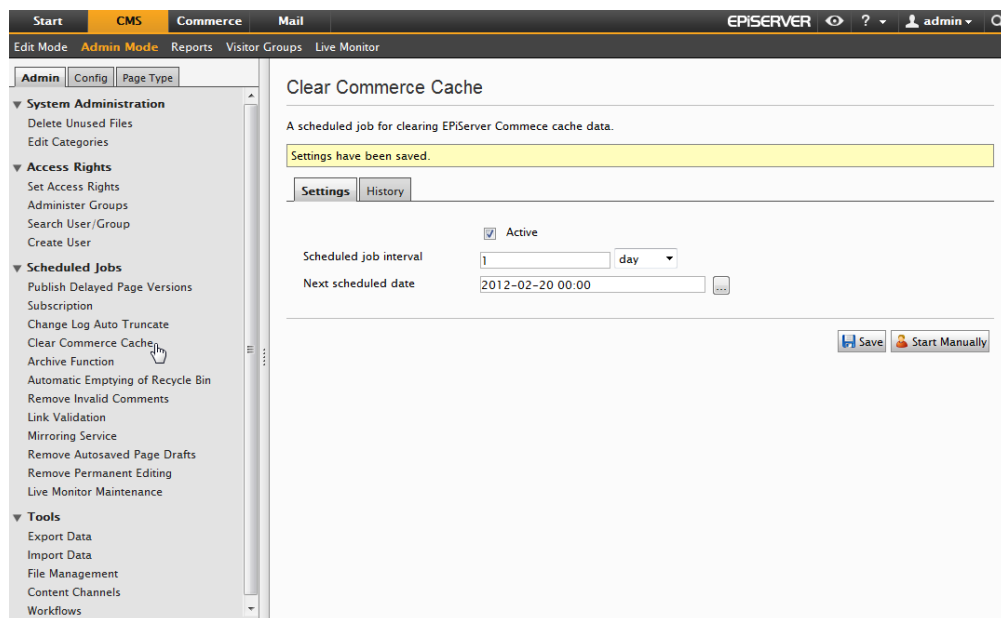 Start CMS Commerce Mail EPiSERVER ? admin
Edit Mode Admin Mode Reports Visitor Groups Live Monitor
Admin Config Page Type
System Administration
Delete Unused Files
Edit Categories
Access Rights
Set Access Rights
Administer Groups
Search User/Group
Create User
Scheduled Jobs
Publish Delayed Page Versions
Subscription
Change Log Auto Truncate
Clear Commerce Cache
Archive Function
Automatic Emptying of Recycle Bin
Remove Invalid Comments
Link Validation
Mirroring Service
Remove Autosaved Page Drafts
Remove Permanent Editing
Live Monitor Maintenance
Tools
Export Data
Import Data
File Management
Content Channels
Workflows
Clear Commerce Cache
A scheduled job for clearing EPiServer Commece cache data.
Settings have been saved.
Settings History
Active
Scheduled job interval 1 day
Next scheduled date 2012-02-20 00:00 ...
Save Start Manually